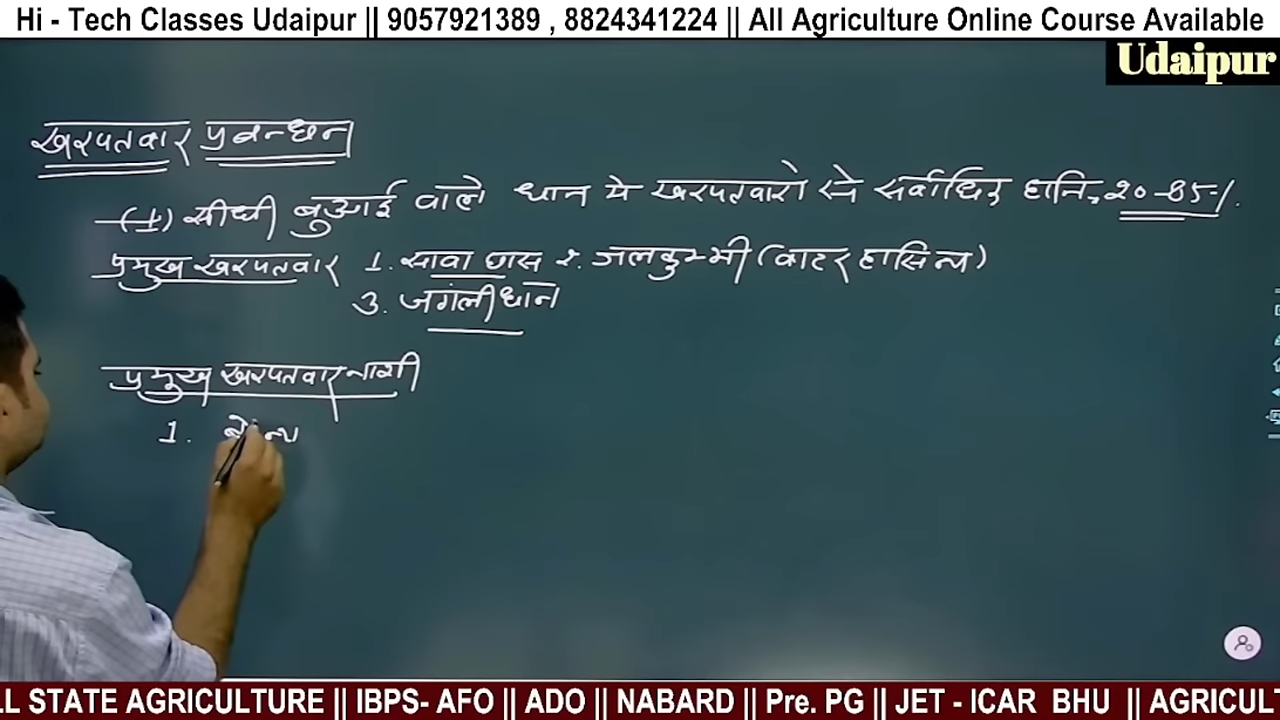 Hi - Tech Classes Udaipur || 9057921389 , 8824341224 || All Agriculture Online Course Available
Udaipur
खरपतवार प्रबन्धन
(1) सीधी बुआई वाले धान मे खरपतवारो से सर्वाधिक हानि, 20-85%.
प्रमुख खरपतवार 1. सावा घास 2. जलकुम्भी (वाटर हासिन्थ)
3. जगंली धान
प्रमुख खरपतवार नाशी
1.
LL STATE AGRICULTURE || IBPS- AFO || ADO || NABARD || Pre. PG || JET - ICAR BHU || AGRICULT